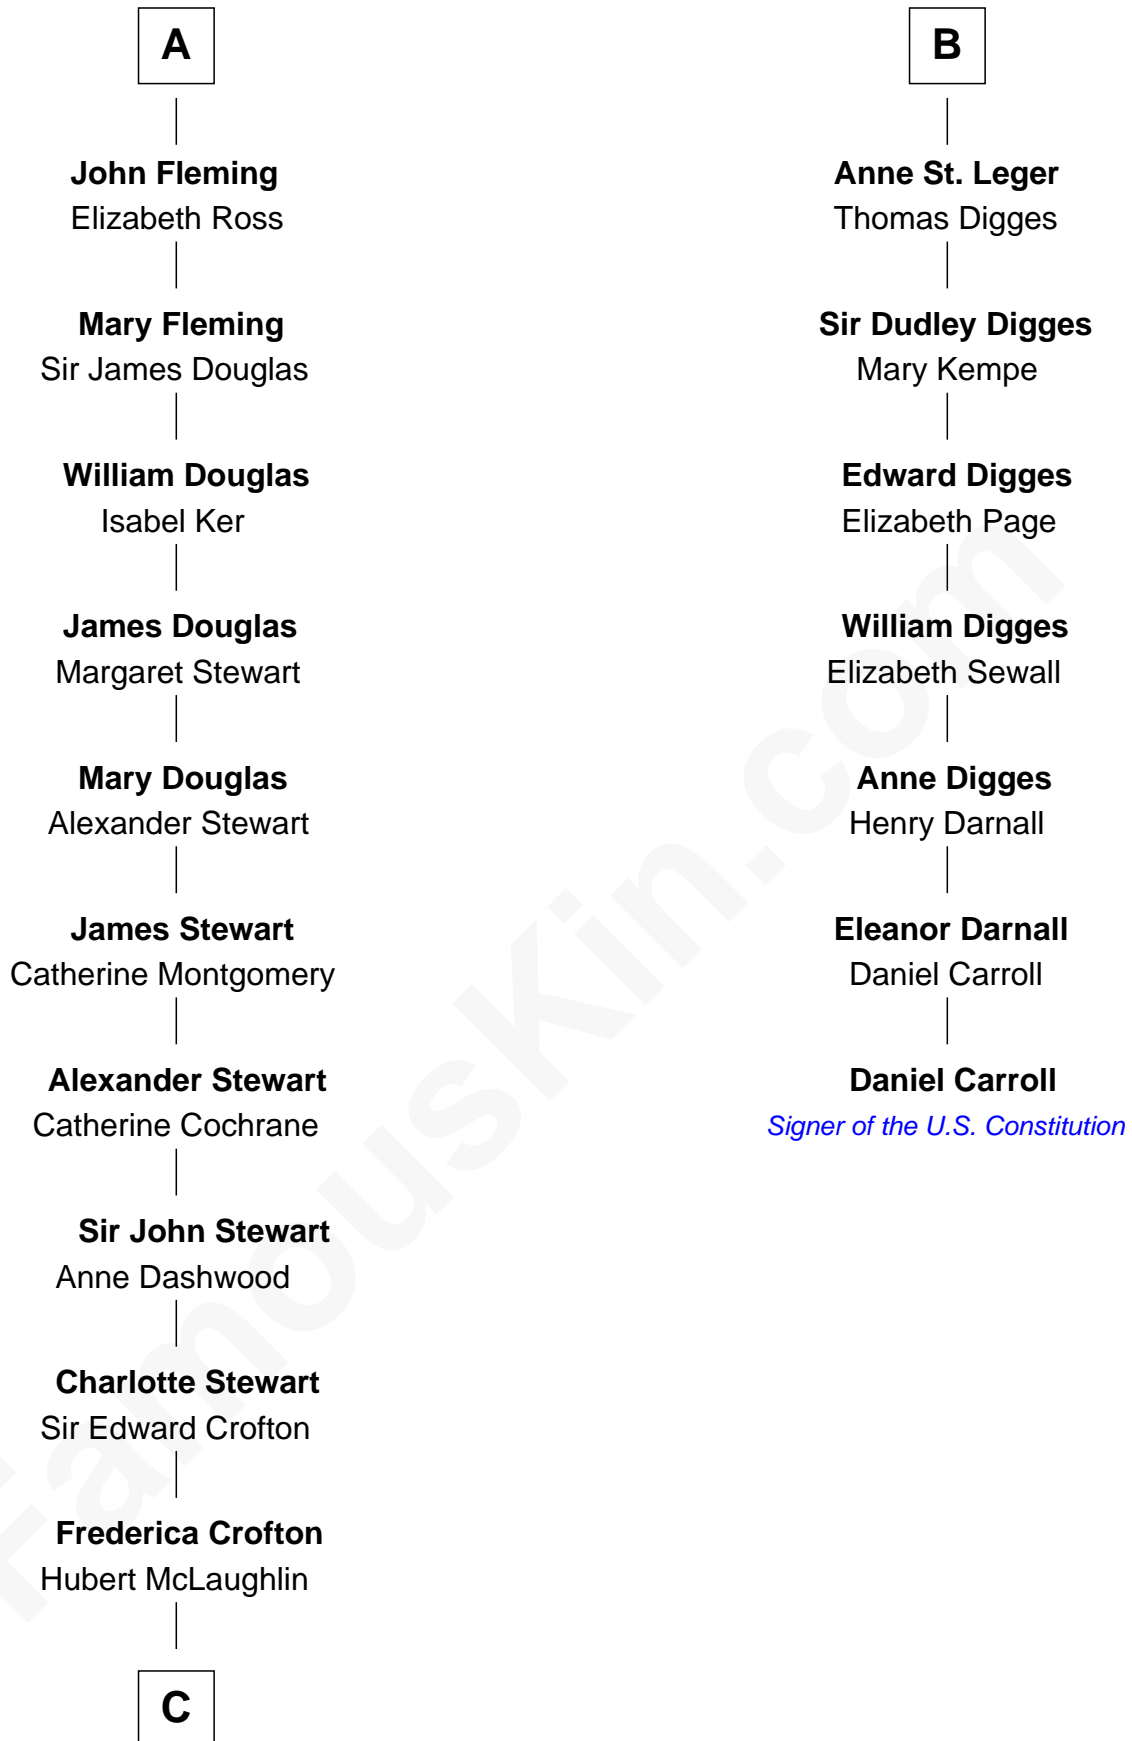 A
John Fleming
Elizabeth Ross
Mary Fleming
Sir James Douglas
William Douglas
Isabel Ker
James Douglas
Margaret Stewart
Mary Douglas
Alexander Stewart
James Stewart
Catherine Montgomery
Alexander Stewart
Catherine Cochrane
Sir John Stewart
Anne Dashwood
Charlotte Stewart
Sir Edward Crofton
Frederica Crofton
Hubert McLaughlin
C
B
Anne St. Leger
Thomas Digges
Sir Dudley Digges
Mary Kempe
Edward Digges
Elizabeth Page
William Digges
Elizabeth Sewall
Anne Digges
Henry Darnall
Eleanor Darnall
Daniel Carroll
Daniel Carroll
Signer of the U.S. Constitution
FamousKin.com